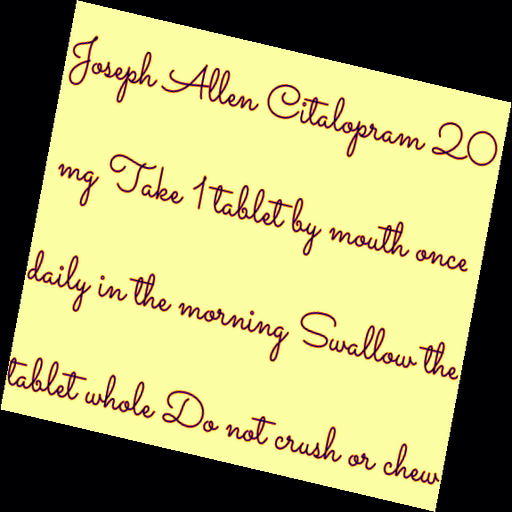 Joseph Allen Citalopram 20
mg Take 1 tablet by mouth once
daily in the morning Swallow the
tablet whole Do not crush or chew